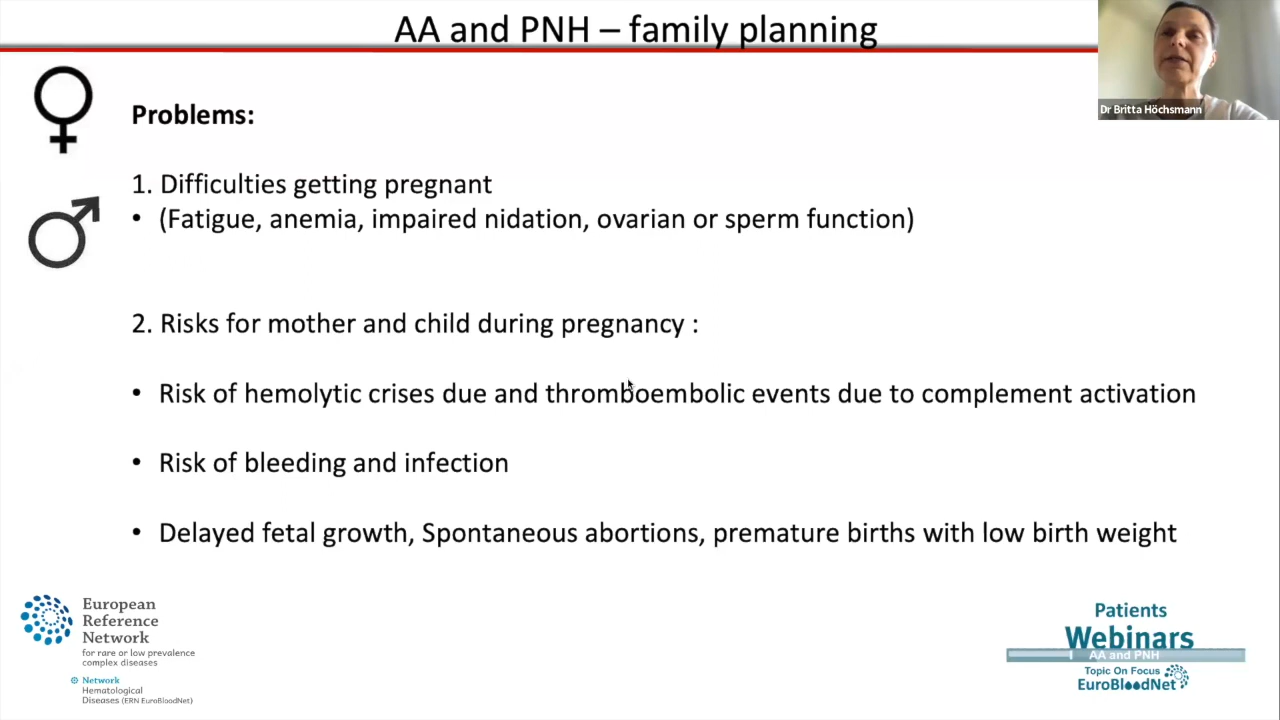 AA and PNH – family planning
Dr Britta Höchsmann
Problems:
1. Difficulties getting pregnant
• (Fatigue, anemia, impaired nidation, ovarian or sperm function)
2. Risks for mother and child during pregnancy :
• Risk of hemolytic crises due and thromboembolic events due to complement activation
• Risk of bleeding and infection
• Delayed fetal growth, Spontaneous abortions, premature births with low birth weight
European
Reference
Network
for rare or low prevalence
complex diseases
Network
Hematological
Diseases (ERN EuroBloodNet)
Patients
Webinars
AA and PNH
Topic On Focus
EuroBloodNet